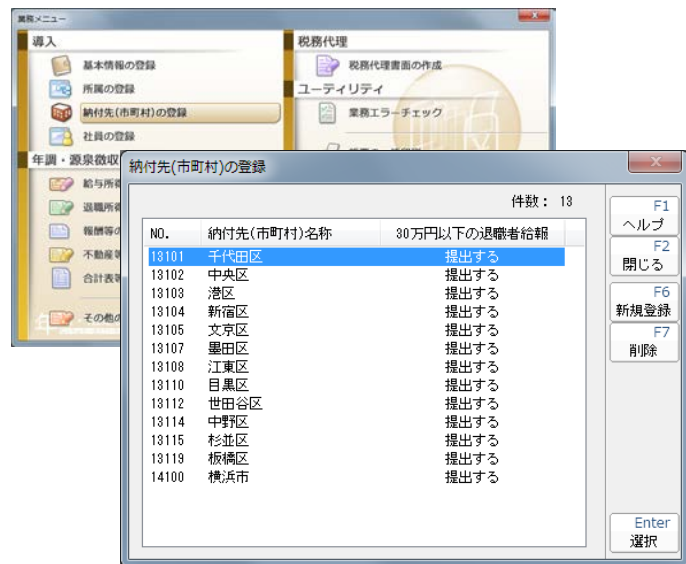 業務メニュー
導入
基本情報の登録
所属の登録
納付先(市町村)の登録
社員の登録
年調・源泉徴収
給与所得
退職所得
報酬等の
不動産等
合計表等
その他の
税務代理
税務代理書面の作成
ユーティリティ
業務エラーチェック
納付先(市町村)の登録
件数: 13
NO. 納付先(市町村)名称 30万円以下の退職者給報
13101 千代田区 提出する
13102 中央区 提出する
13103 港区 提出する
13104 新宿区 提出する
13105 文京区 提出する
13107 墨田区 提出する
13108 江東区 提出する
13110 目黒区 提出する
13112 世田谷区 提出する
13114 中野区 提出する
13115 杉並区 提出する
13119 板橋区 提出する
14100 横浜市 提出する
F1
ヘルプ
F2
閉じる
F6
新規登録
F7
削除
Enter
選択